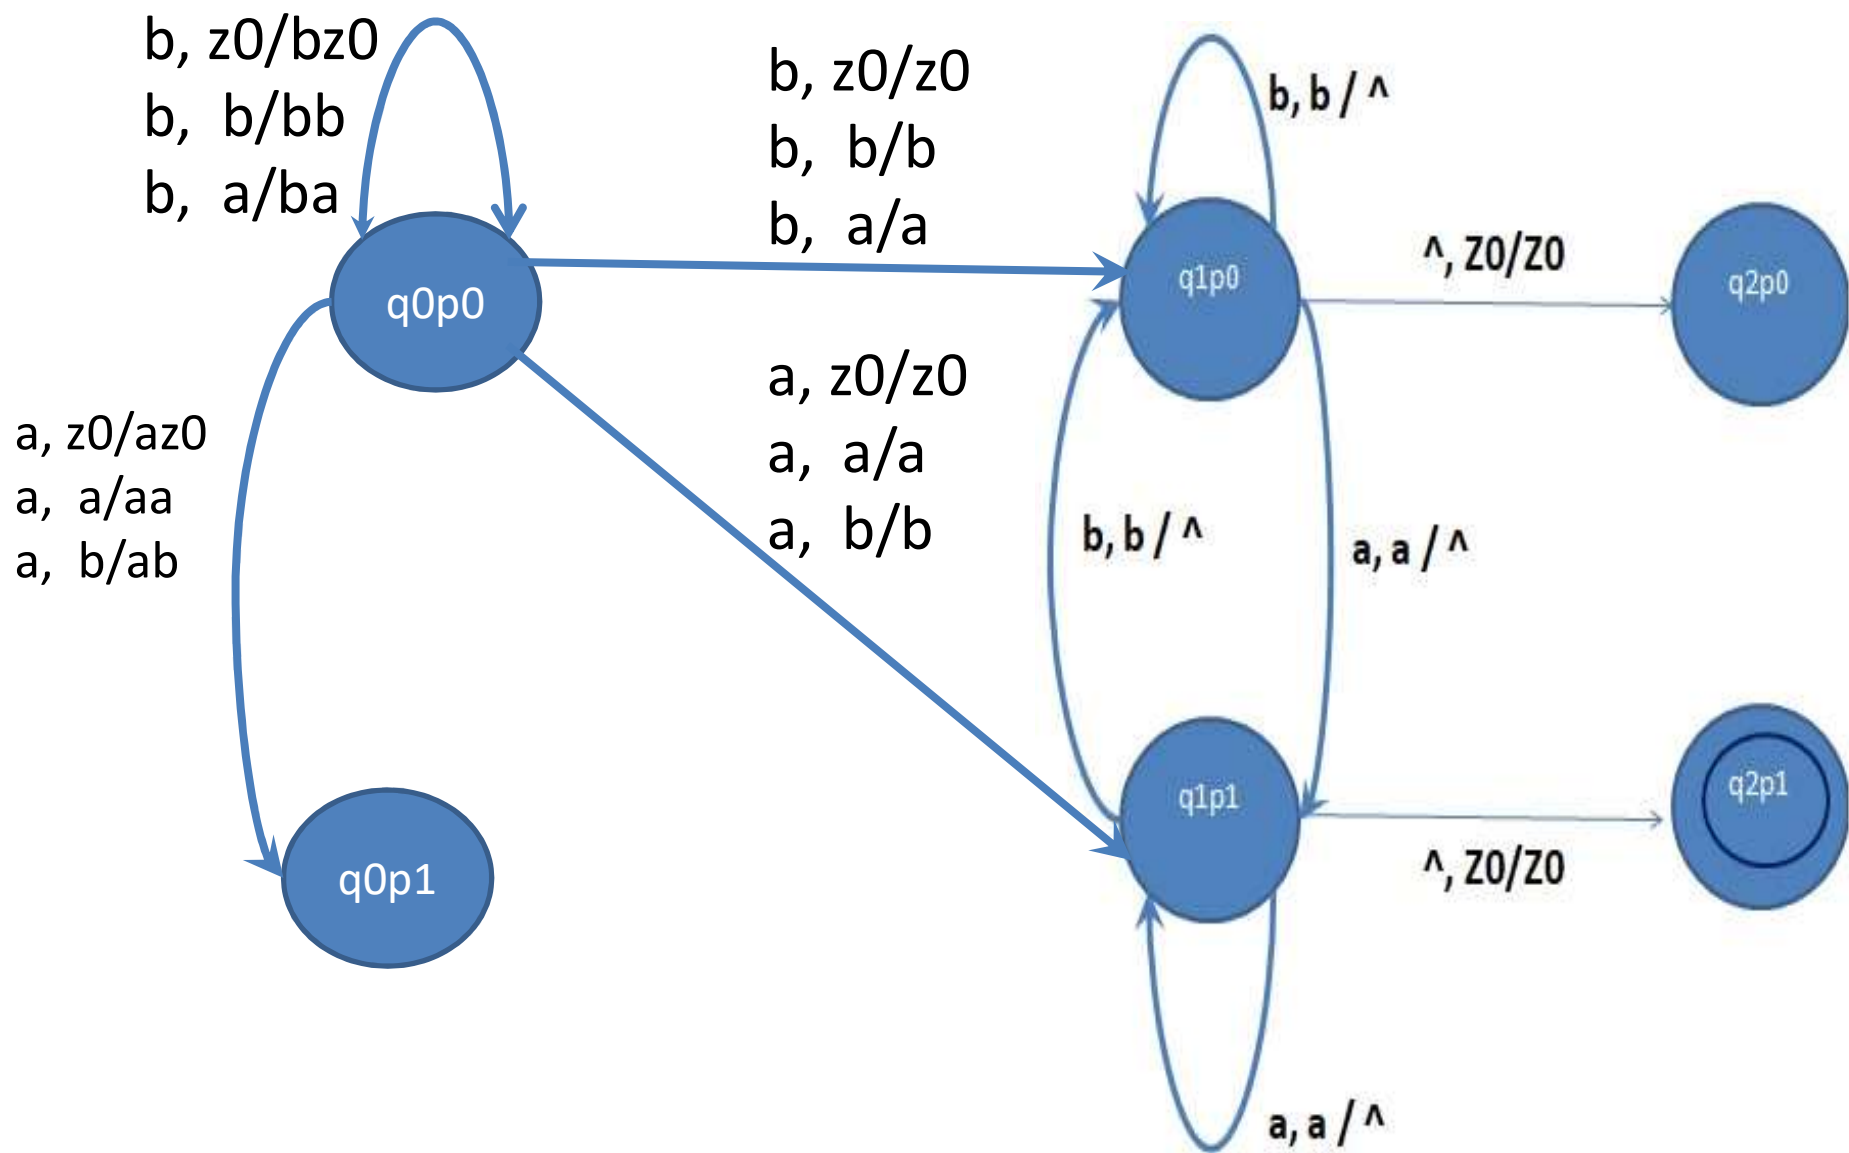 b, z0/bz0
b, b/bb
b, a/ba
b, z0/z0
b, b/b
b, a/a
b, b / ^
q0p0
q1p0
^, Z0/Z0
q2p0
a, z0/az0
a, a/aa
a, b/ab
a, z0/z0
a, a/a
a, b/b
b, b / ^
a, a / ^
q0p1
q1p1
^, Z0/Z0
q2p1
a, a / ^